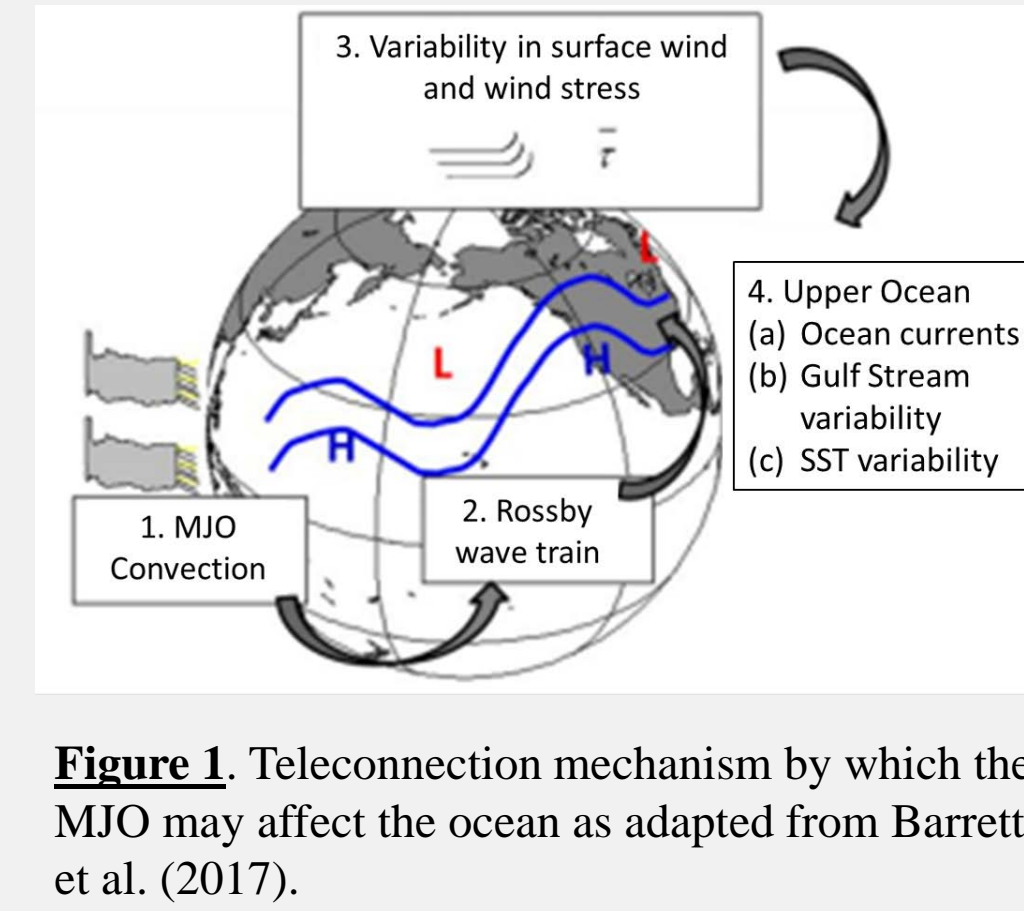 3. Variability in surface wind
and wind stress
τ
L
L
H
H
4. Upper Ocean
(a) Ocean currents
(b) Gulf Stream
variability
(c) SST variability
1. MJO
Convection
2. Rossby
wave train
Figure 1. Teleconnection mechanism by which the
MJO may affect the ocean as adapted from Barrett
et al. (2017).